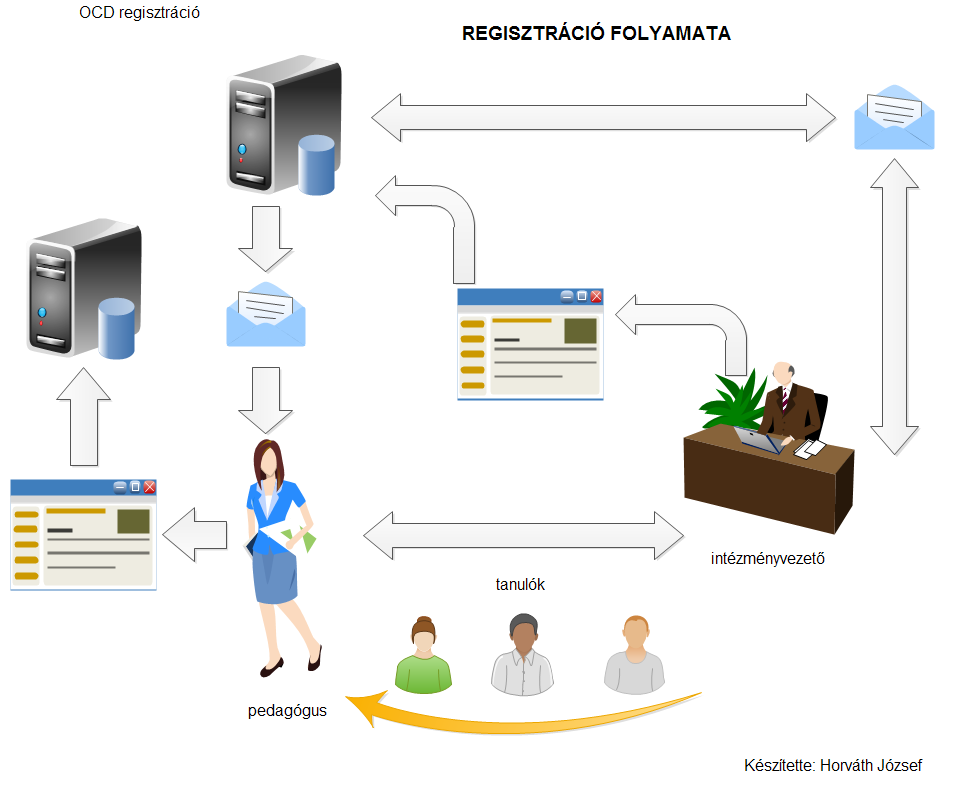 OCD regisztráció
REGISZTRÁCIÓ FOLYAMATA
intézményvezető
tanulók
pedagógus
Készítette: Horváth József